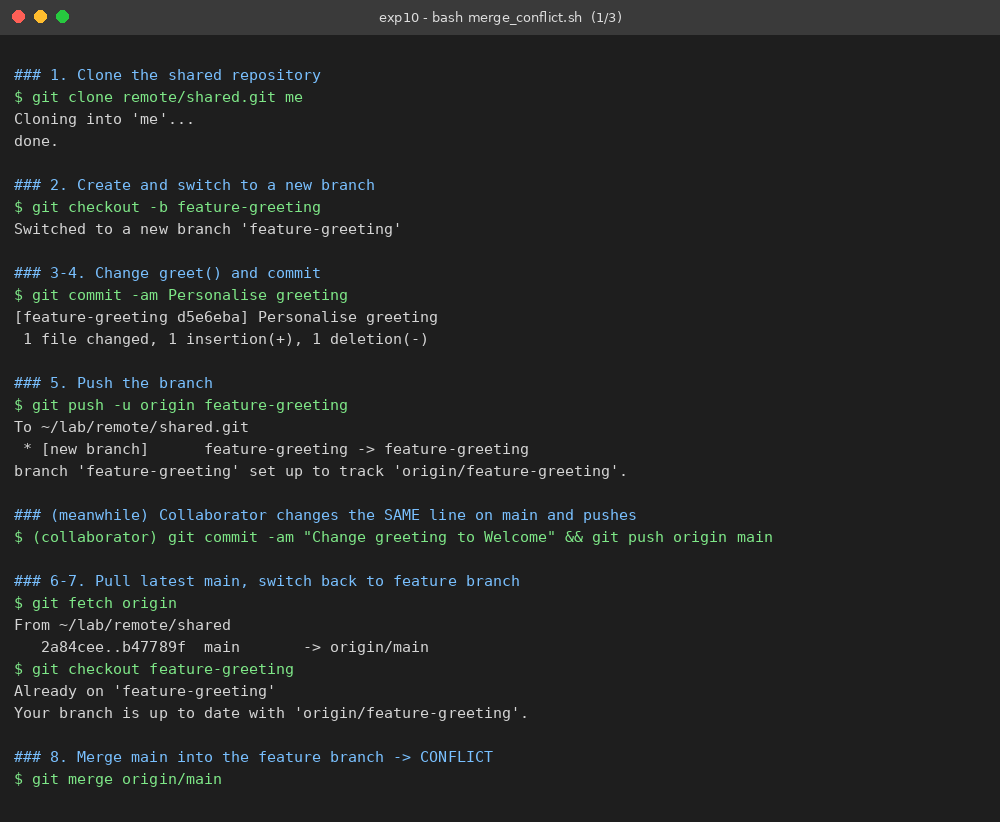 exp10 - bash merge_conflict.sh  (1/3)
### 1. Clone the shared repository
$ git clone remote/shared.git me
Cloning into 'me'...
done.
### 2. Create and switch to a new branch
$ git checkout -b feature-greeting
Switched to a new branch 'feature-greeting'
### 3-4. Change greet() and commit
$ git commit -am Personalise greeting
[feature-greeting d5e6eba] Personalise greeting
 1 file changed, 1 insertion(+), 1 deletion(-)
### 5. Push the branch
$ git push -u origin feature-greeting
To ~/lab/remote/shared.git
 * [new branch]      feature-greeting -> feature-greeting
branch 'feature-greeting' set up to track 'origin/feature-greeting'.
### (meanwhile) Collaborator changes the SAME line on main and pushes
$ (collaborator) git commit -am "Change greeting to Welcome" && git push origin main
### 6-7. Pull latest main, switch back to feature branch
$ git fetch origin
From ~/lab/remote/shared
   2a84cee..b47789f  main       -> origin/main
$ git checkout feature-greeting
Already on 'feature-greeting'
Your branch is up to date with 'origin/feature-greeting'.
### 8. Merge main into the feature branch -> CONFLICT
$ git merge origin/main